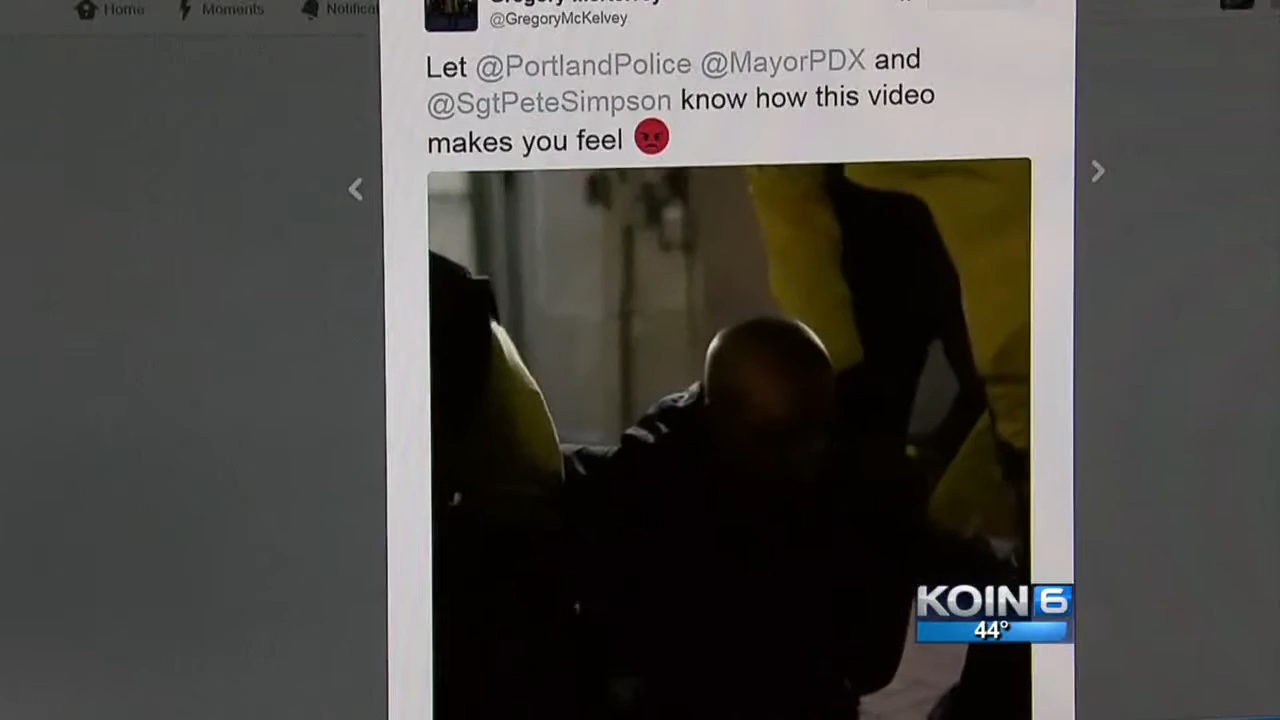 Home Moments
@GregoryMcKelvey
Let @PortlandPolice @MayorPDX and
@SgtPeteSimpson know how this video
makes you feel
KOIN 6
44°